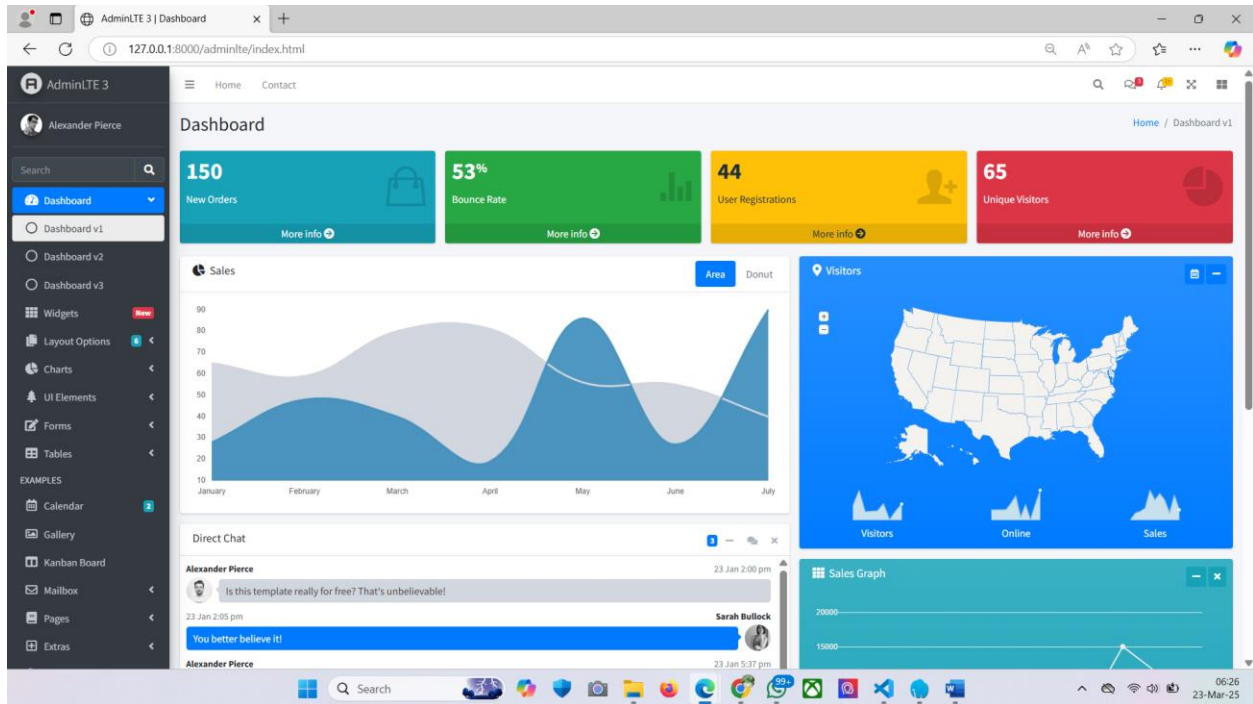 AdminLTE 3 | Dashboard
127.0.0.1:8000/adminlte/index.html
AdminLTE 3
Home Contact
Alexander Pierce
Dashboard
Home / Dashboard v1
Search
Dashboard
Dashboard v1
Dashboard v2
Dashboard v3
Widgets New
Layout Options 6
Charts
UI Elements
Forms
Tables
EXAMPLES
Calendar 2
Gallery
Kanban Board
Mailbox
Pages
Extras
150
New Orders
More info
53%
Bounce Rate
More info
44
User Registrations
More info
65
Unique Visitors
More info
Sales
Area Donut
90
80
70
60
50
40
30
20
10
January February March April May June July
Visitors
+
−
Visitors Online Sales
Direct Chat
3
Alexander Pierce 23 Jan 2:00 pm
Is this template really for free? That's unbelievable!
23 Jan 2:05 pm Sarah Bullock
You better believe it!
Alexander Pierce 23 Jan 5:37 pm
Sales Graph
20000
15000
Search
99+
06:26
23-Mar-25